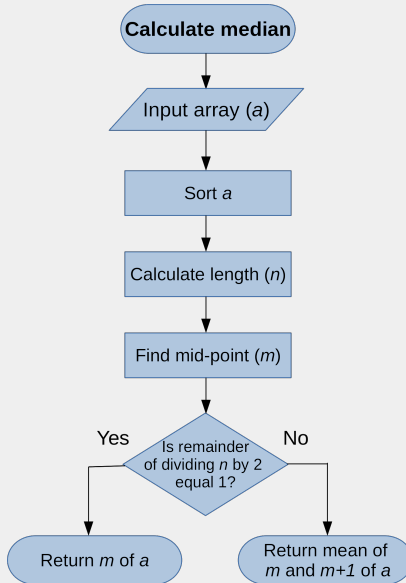 Calculate median
Input array (a)
Sort a
Calculate length (n)
Find mid-point (m)
Yes
No
Is remainder
of dividing n by 2
equal 1?
Return m of a
Return mean of
m and m+1 of a